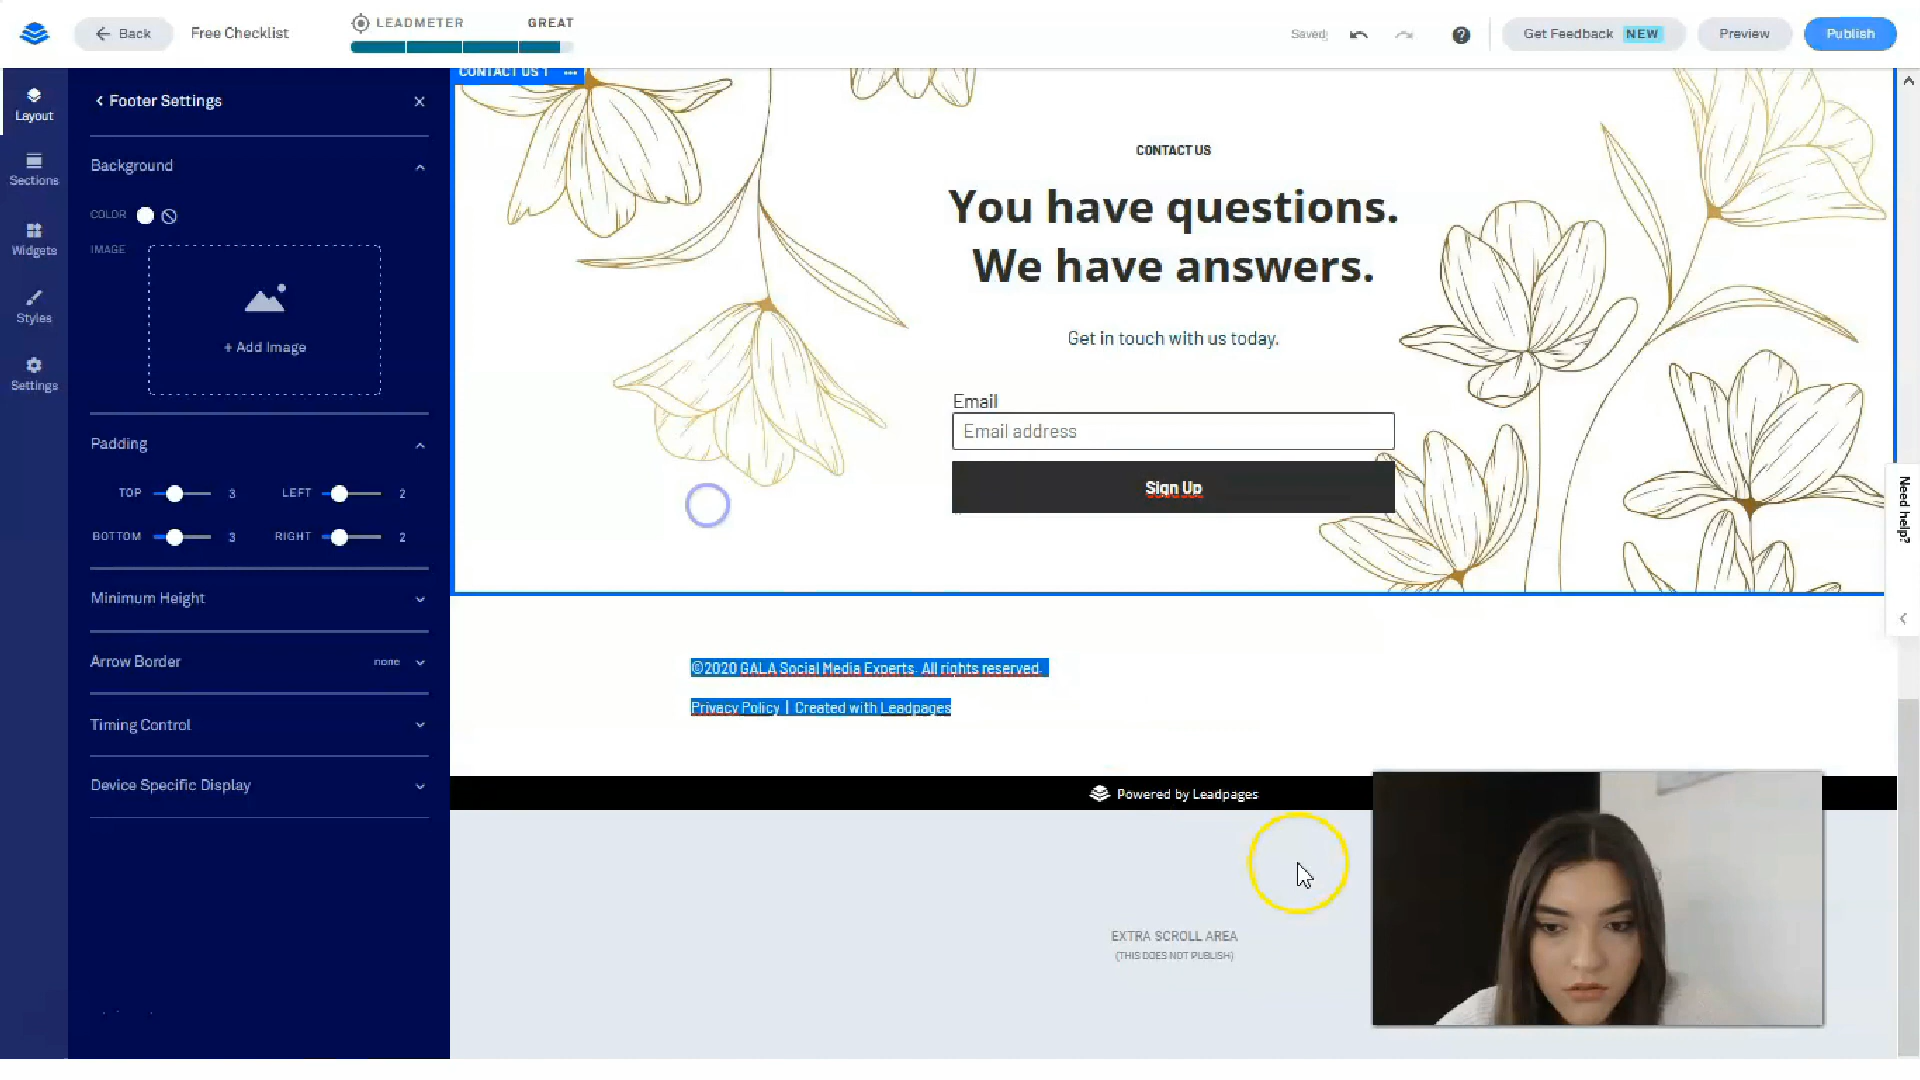 Back
Free Checklist
LEADMETER
GREAT
Saved
Get Feedback NEW
Preview
Publish
Layout
Sections
Widgets
Styles
Settings
Footer Settings
Background
COLOR
IMAGE
+ Add Image
Padding
TOP 3 LEFT 2
BOTTOM 3 RIGHT 2
Minimum Height
Arrow Border none
Timing Control
Device Specific Display
CONTACT US 1
CONTACT US
You have questions.
We have answers.
Get in touch with us today.
Email
Email address
Sign Up
©2020 GALA Social Media Experts. All rights reserved.
Privacy Policy | Created with Leadpages
Powered by Leadpages
EXTRA SCROLL AREA
(THIS DOES NOT PUBLISH)
Need help?